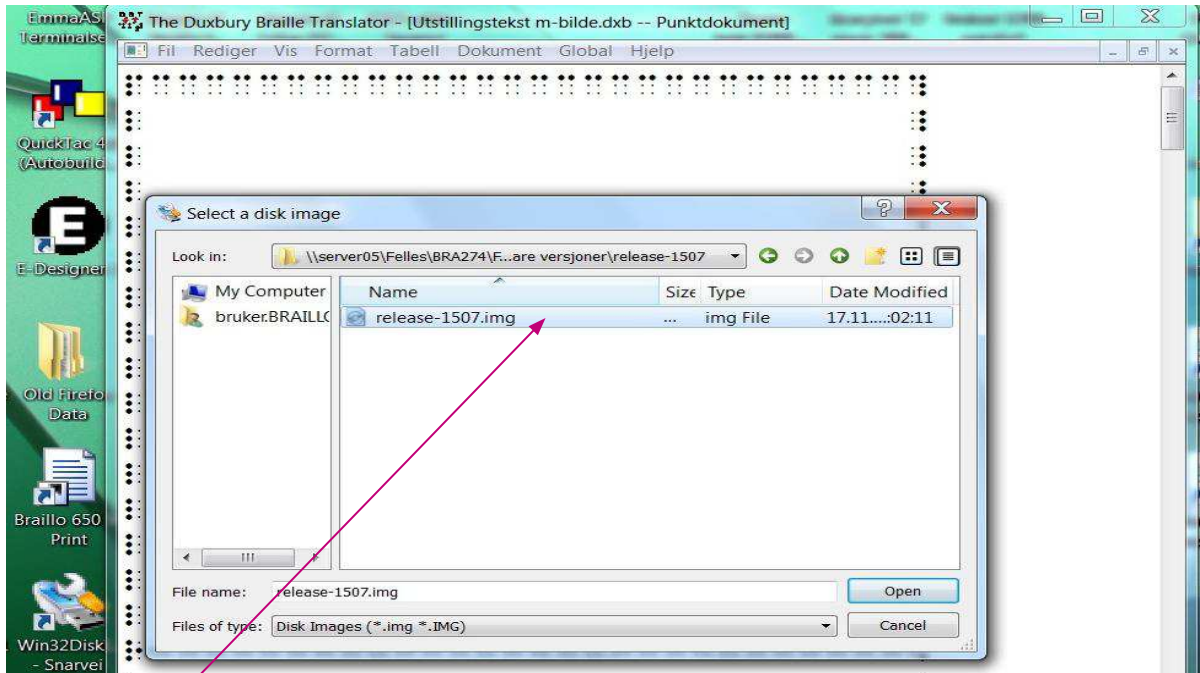 EmmaASI
Terminalse
The Duxbury Braille Translator - [Utstillingstekst m-bilde.dxb -- Punktdokument]
Fil Rediger Vis Format Tabell Dokument Global Hjelp
QuickTac 4
(Autobuild
E-Designer
Old Firefo
Data
Braillo 650
Print
Win32Disk
- Snarvei
Select a disk image
Look in: \\server05\Felles\BRA274\F...are versjoner\release-1507
My Computer
bruker.BRAILLO
Name Size Type Date Modified
release-1507.img ... img File 17.11....:02:11
File name: release-1507.img Open
Files of type: Disk Images (*.img *.IMG) Cancel